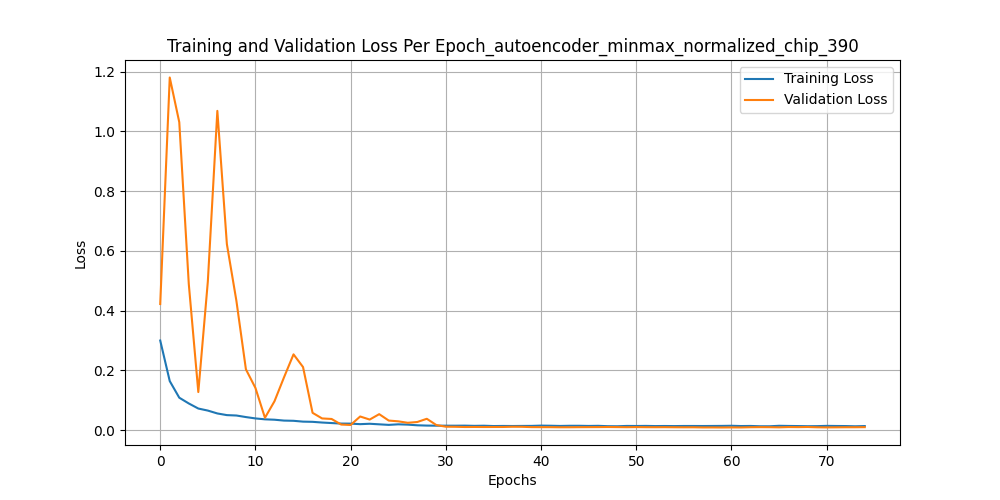 Training and Validation Loss Per Epoch_autoencoder_minmax_normalized_chip_390
Training Loss
Validation Loss
1.2
1.0
0.8
0.6
0.4
0.2
0.0
Loss
0 10 20 30 40 50 60 70
Epochs